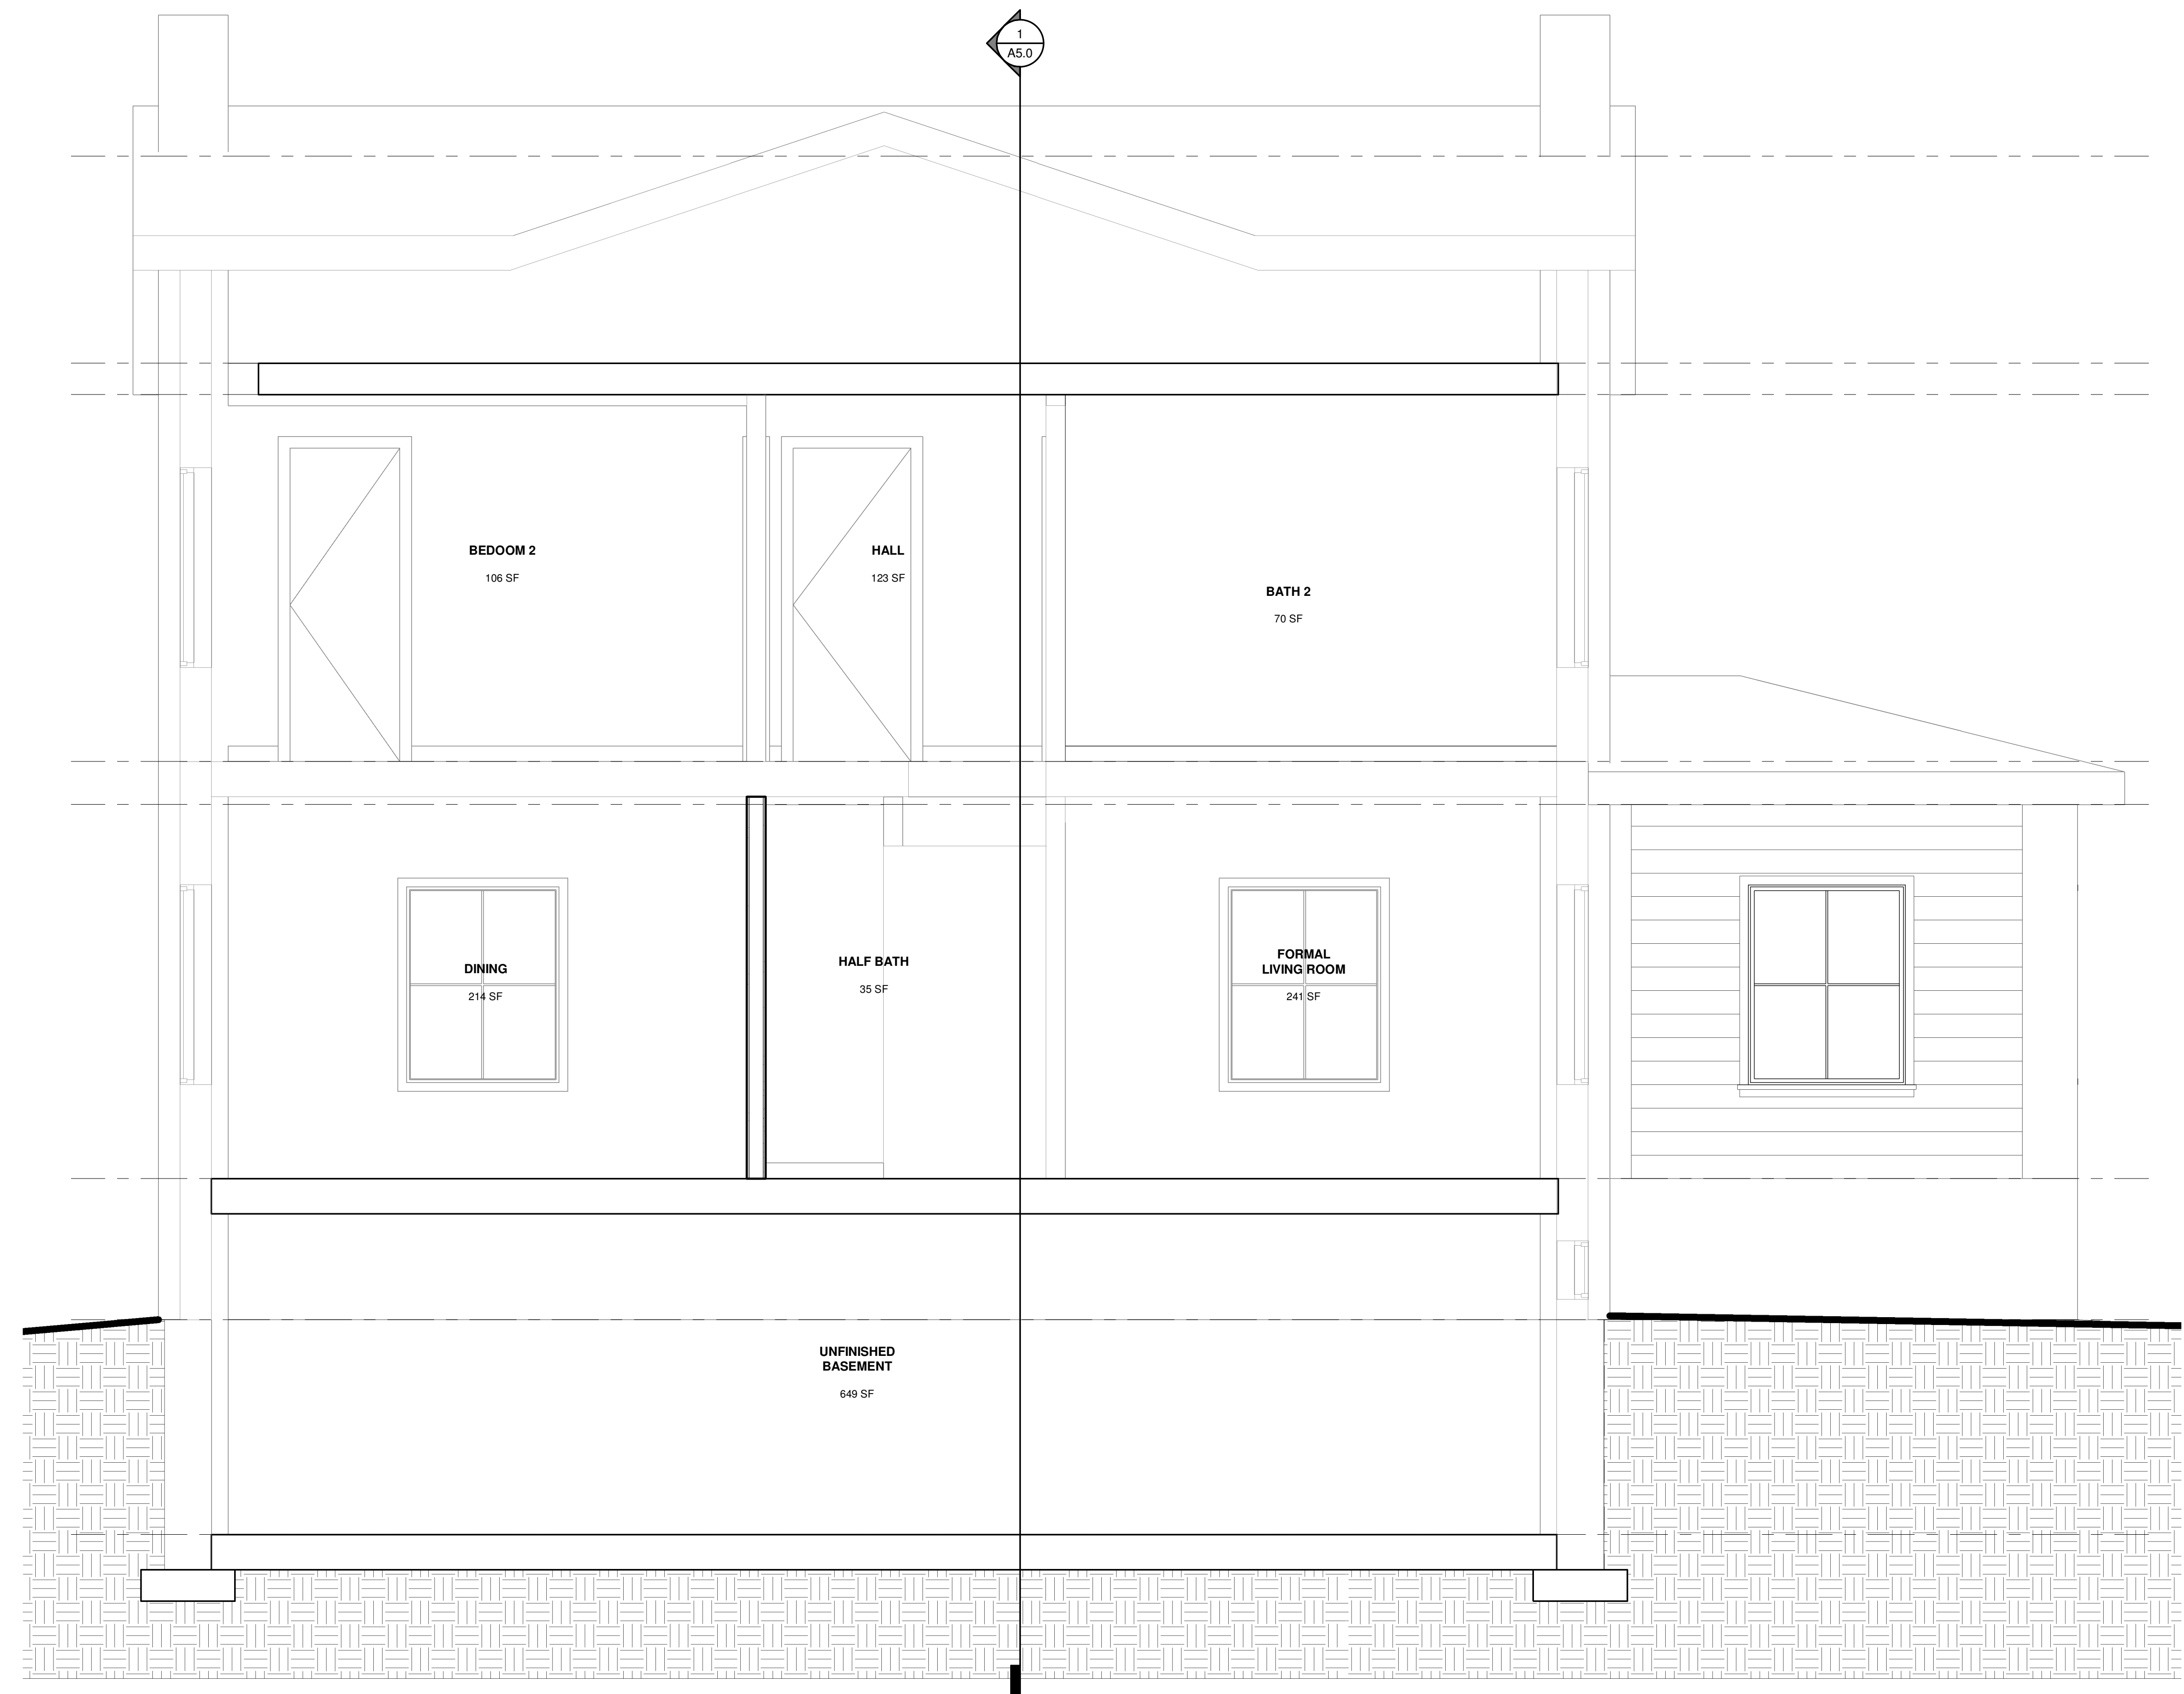 1
A5.0
BEDOOM 2
106 SF
HALL
123 SF
BATH 2
70 SF
DINING
214 SF
HALF BATH
35 SF
FORMAL
LIVING ROOM
241 SF
UNFINISHED
BASEMENT
649 SF